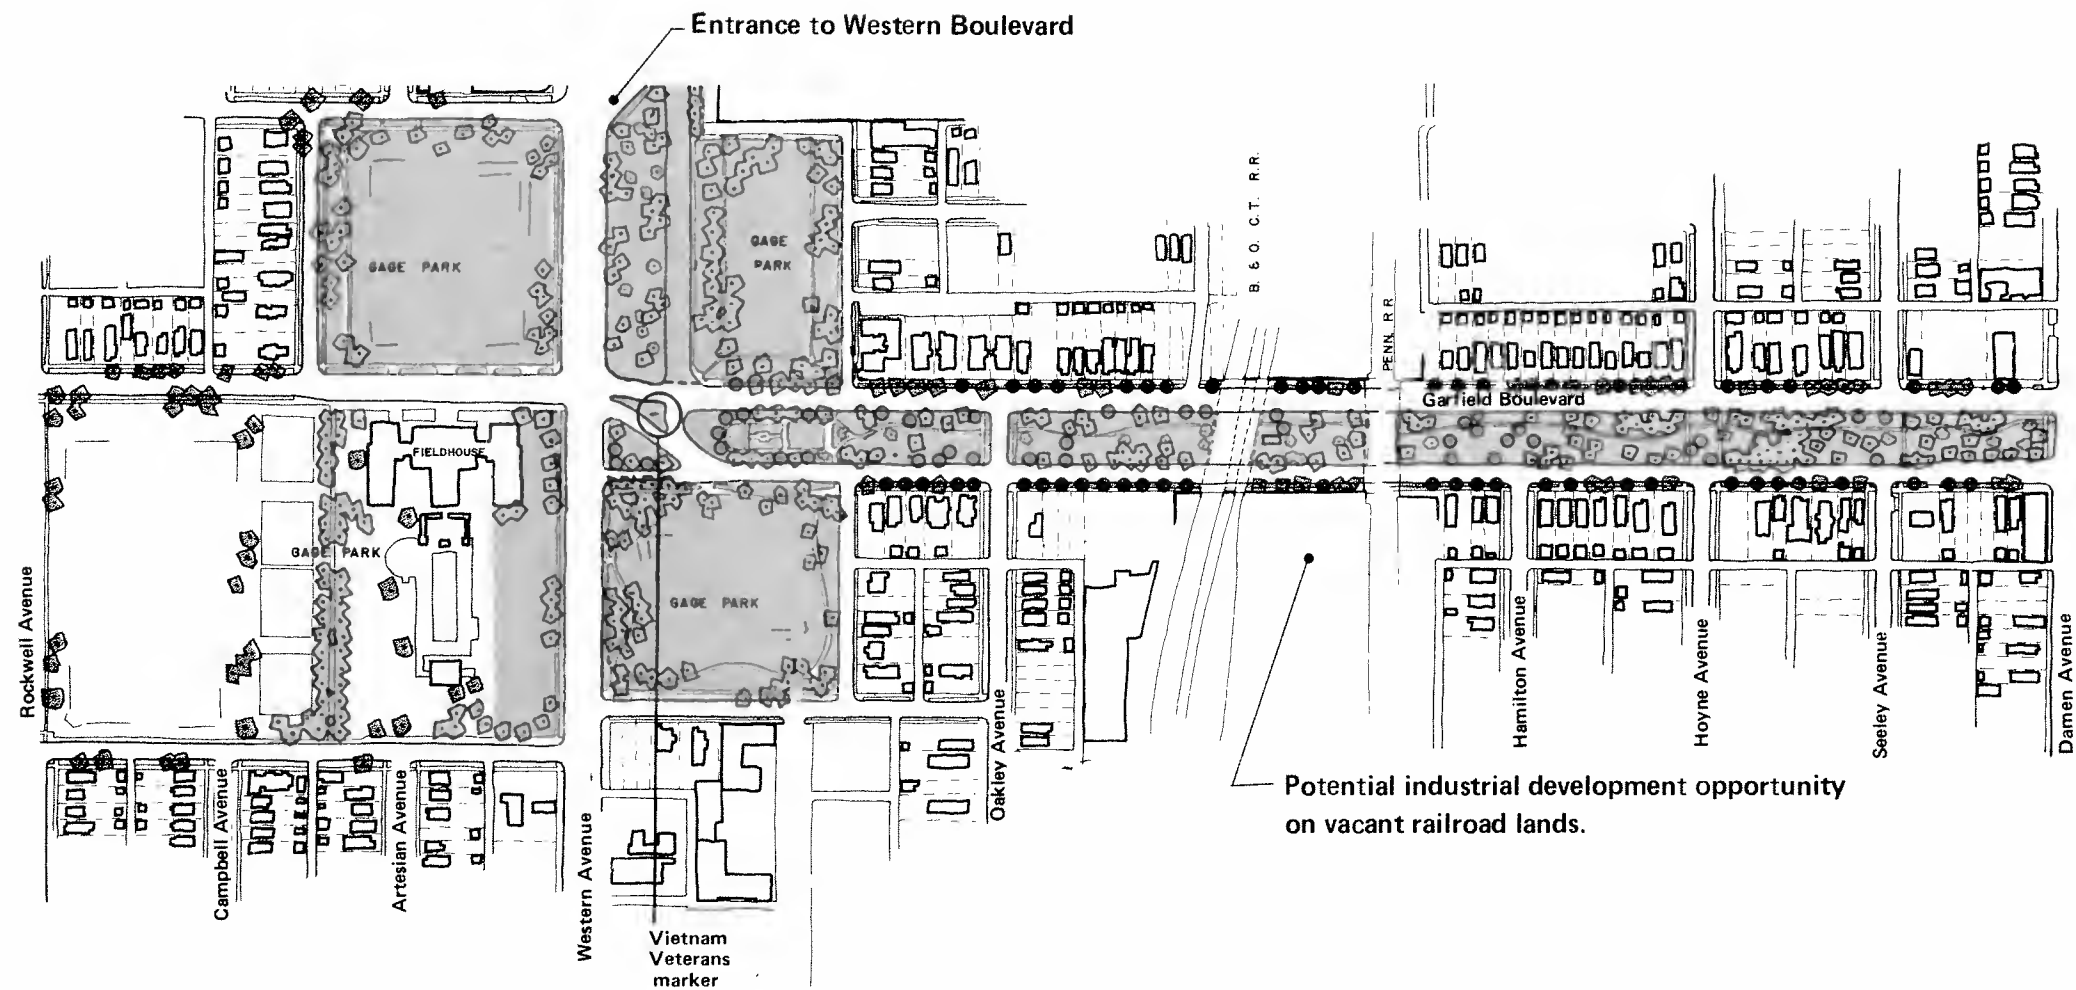 Entrance to Western Boulevard
B. & O. C.T. R.R.
GAGE
PARK
GAGE PARK
PENN. R.R.
Garfield Boulevard
FIELDHOUSE
GAGE PARK
GAGE PARK
Rockwell Avenue
Campbell Avenue
Artesian Avenue
Western Avenue
Oakley Avenue
Hamilton Avenue
Hoyne Avenue
Seeley Avenue
Damen Avenue
Potential industrial development opportunity
on vacant railroad lands.
Vietnam
Veterans
marker